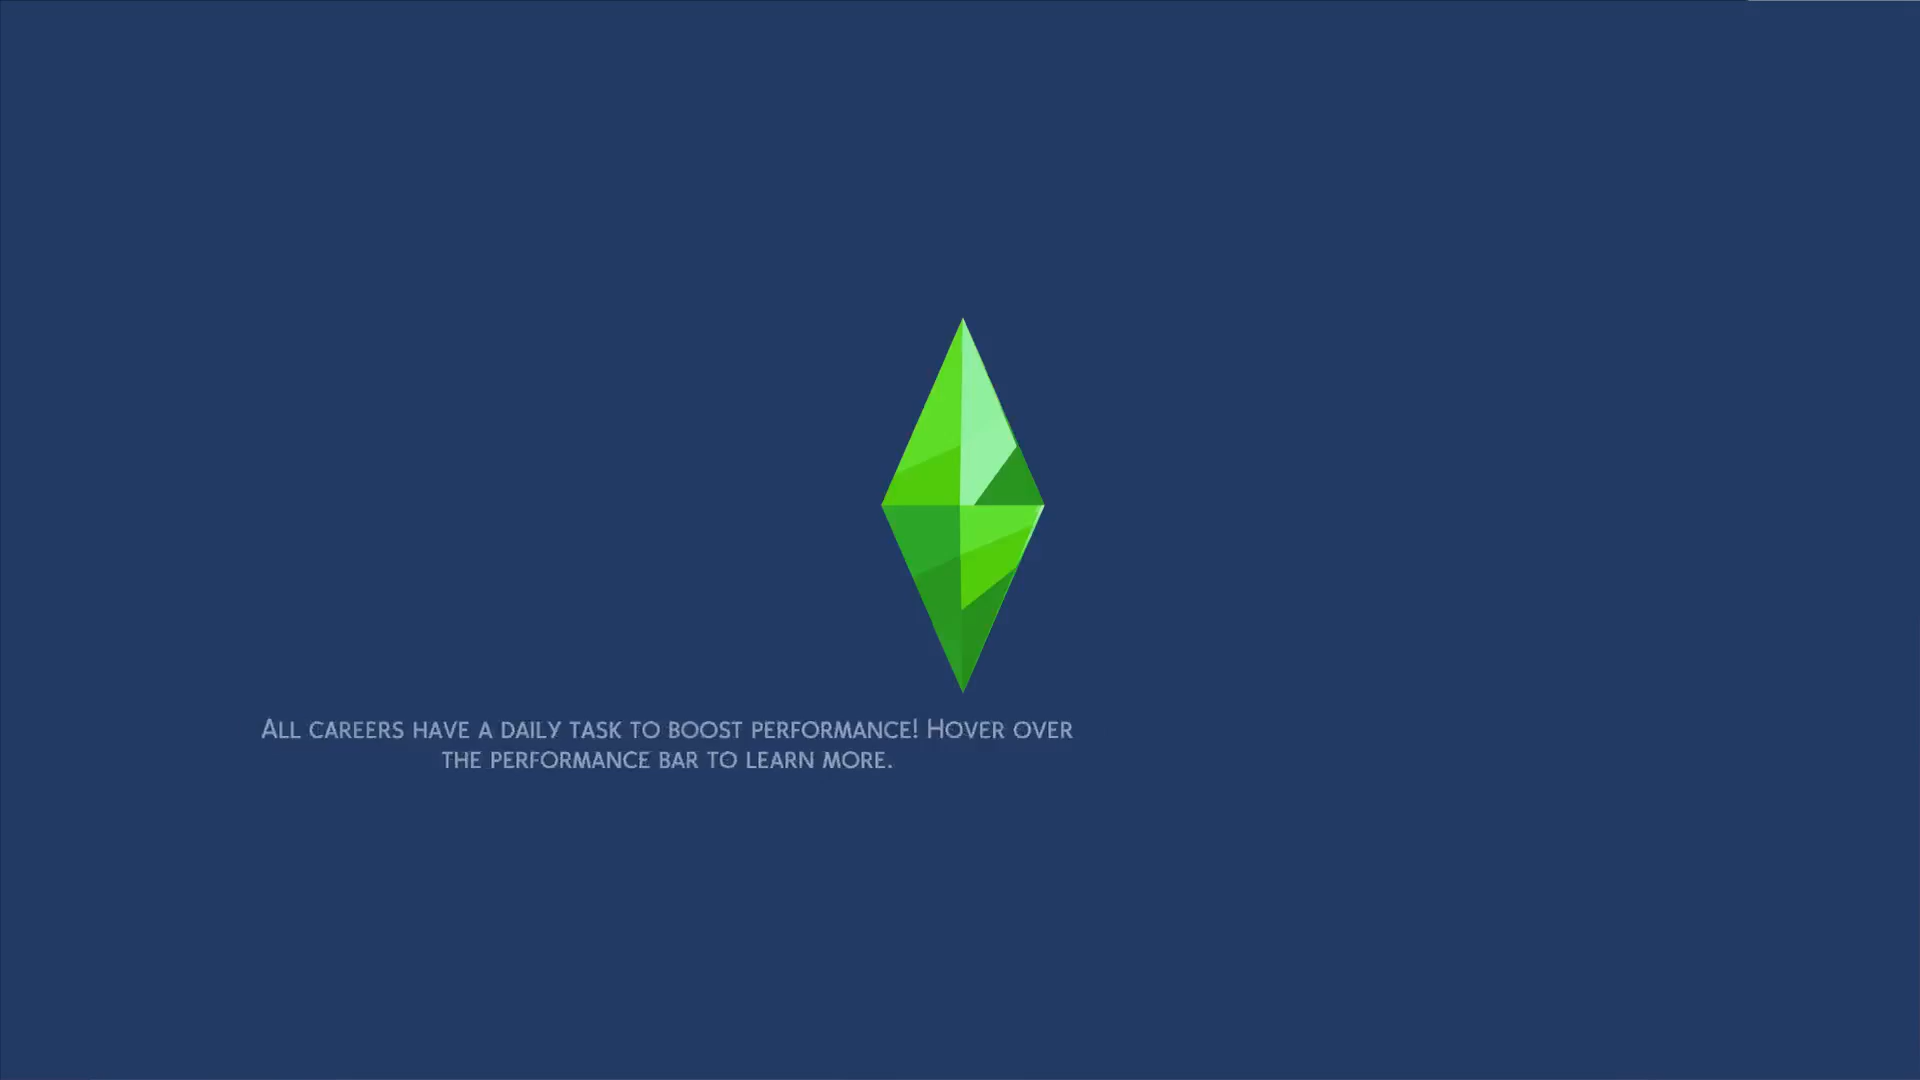 All careers have a daily task to boost performance! Hover over
the performance bar to learn more.